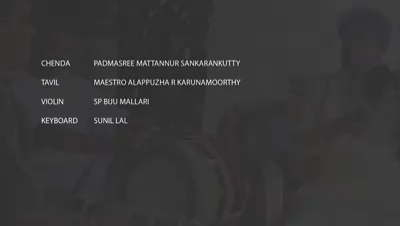 CHENDA PADMASREE MATTANNUR SANKARANKUTTY
TAVIL MAESTRO ALAPPUZHA R KARUNAMOORTHY
VIOLIN SP BIJU MALLARI
KEYBOARD SUNIL LAL